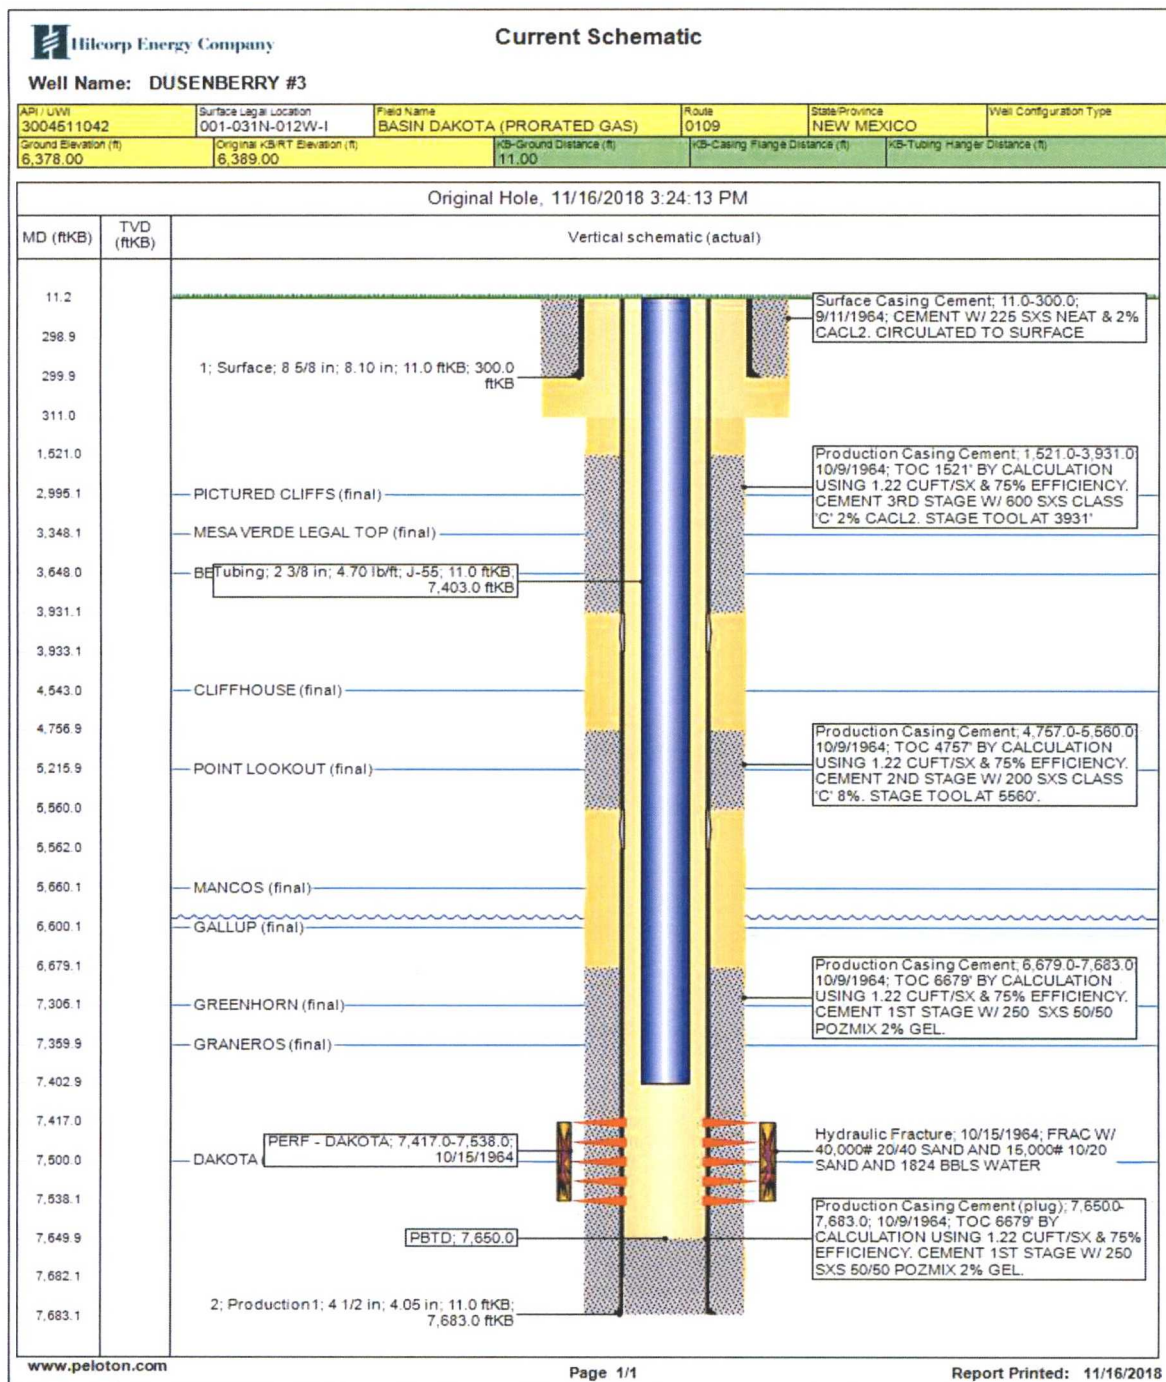 Hilcorp Energy Company
Current Schematic
Well Name: DUSENBERRY #3
API / UWI
3004511042
Surface Legal Location
001-031N-012W-I
Field Name
BASIN DAKOTA (PRORATED GAS)
Route
0109
State/Province
NEW MEXICO
Well Configuration Type
Ground Elevation (ft)
6,378.00
Original KB/RT Elevation (ft)
6,389.00
KB-Ground Distance (ft)
11.00
KB-Casing Flange Distance (ft)
KB-Tubing Hanger Distance (ft)
Original Hole, 11/16/2018 3:24:13 PM
MD (ftKB)
TVD
(ftKB)
Vertical schematic (actual)
11.2
Surface Casing Cement; 11.0-300.0;
9/11/1964; CEMENT W/ 225 SXS NEAT & 2%
CACL2. CIRCULATED TO SURFACE
298.9
1; Surface; 8 5/8 in; 8.10 in; 11.0 ftKB; 300.0
ftKB
299.9
311.0
1,521.0
Production Casing Cement; 1,521.0-3,931.0;
10/9/1964; TOC 1521' BY CALCULATION
USING 1.22 CUFT/SX & 75% EFFICIENCY.
CEMENT 3RD STAGE W/ 600 SXS CLASS
'C' 2% CACL2. STAGE TOOL AT 3931'
2,995.1
PICTURED CLIFFS (final)
3,348.1
MESAVERDE LEGAL TOP (final)
3,648.0
BE
Tubing; 2 3/8 in; 4.70 lb/ft; J-55; 11.0 ftKB;
7,403.0 ftKB
3,931.1
3,933.1
4,543.0
CLIFFHOUSE (final)
4,756.9
Production Casing Cement; 4,757.0-5,560.0;
10/9/1964; TOC 4757' BY CALCULATION
USING 1.22 CUFT/SX & 75% EFFICIENCY.
CEMENT 2ND STAGE W/ 200 SXS CLASS
'C' 8%. STAGE TOOL AT 5560'.
5,215.9
POINT LOOKOUT (final)
5,560.0
5,562.0
5,660.1
MANCOS (final)
6,600.1
GALLUP (final)
6,679.1
Production Casing Cement; 6,679.0-7,683.0;
10/9/1964; TOC 6679' BY CALCULATION
USING 1.22 CUFT/SX & 75% EFFICIENCY.
CEMENT 1ST STAGE W/ 250 SXS 50/50
POZMIX 2% GEL.
7,306.1
GREENHORN (final)
7,359.9
GRANEROS (final)
7,402.9
7,417.0
PERF - DAKOTA; 7,417.0-7,538.0;
10/15/1964
Hydraulic Fracture; 10/15/1964; FRAC W/
40,000# 20/40 SAND AND 15,000# 10/20
SAND AND 1824 BBLS WATER
7,500.0
DAKOTA (
7,538.1
Production Casing Cement (plug); 7,650.0-
7,683.0; 10/9/1964; TOC 6679' BY
CALCULATION USING 1.22 CUFT/SX & 75%
EFFICIENCY. CEMENT 1ST STAGE W/ 250
SXS 50/50 POZMIX 2% GEL.
7,649.9
PBTD; 7,650.0
7,682.1
2; Production1; 4 1/2 in; 4.05 in; 11.0 ftKB;
7,683.0 ftKB
7,683.1
www.peloton.com
Page 1/1
Report Printed: 11/16/2018